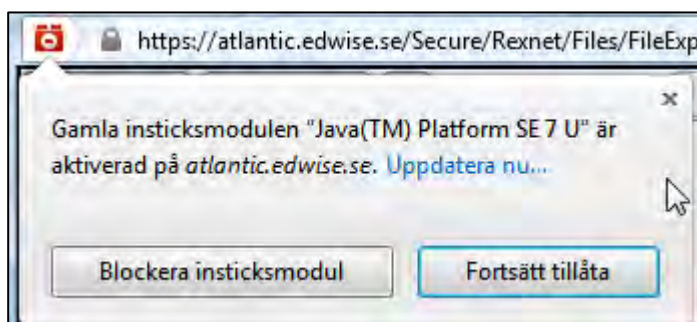 https://atlantic.edwise.se/Secure/Rexnet/Files/FileExp
Gamla insticksmodulen "Java(TM) Platform SE 7 U" är
aktiverad på atlantic.edwise.se. Uppdatera nu...
Blockera insticksmodul
Fortsätt tillåta